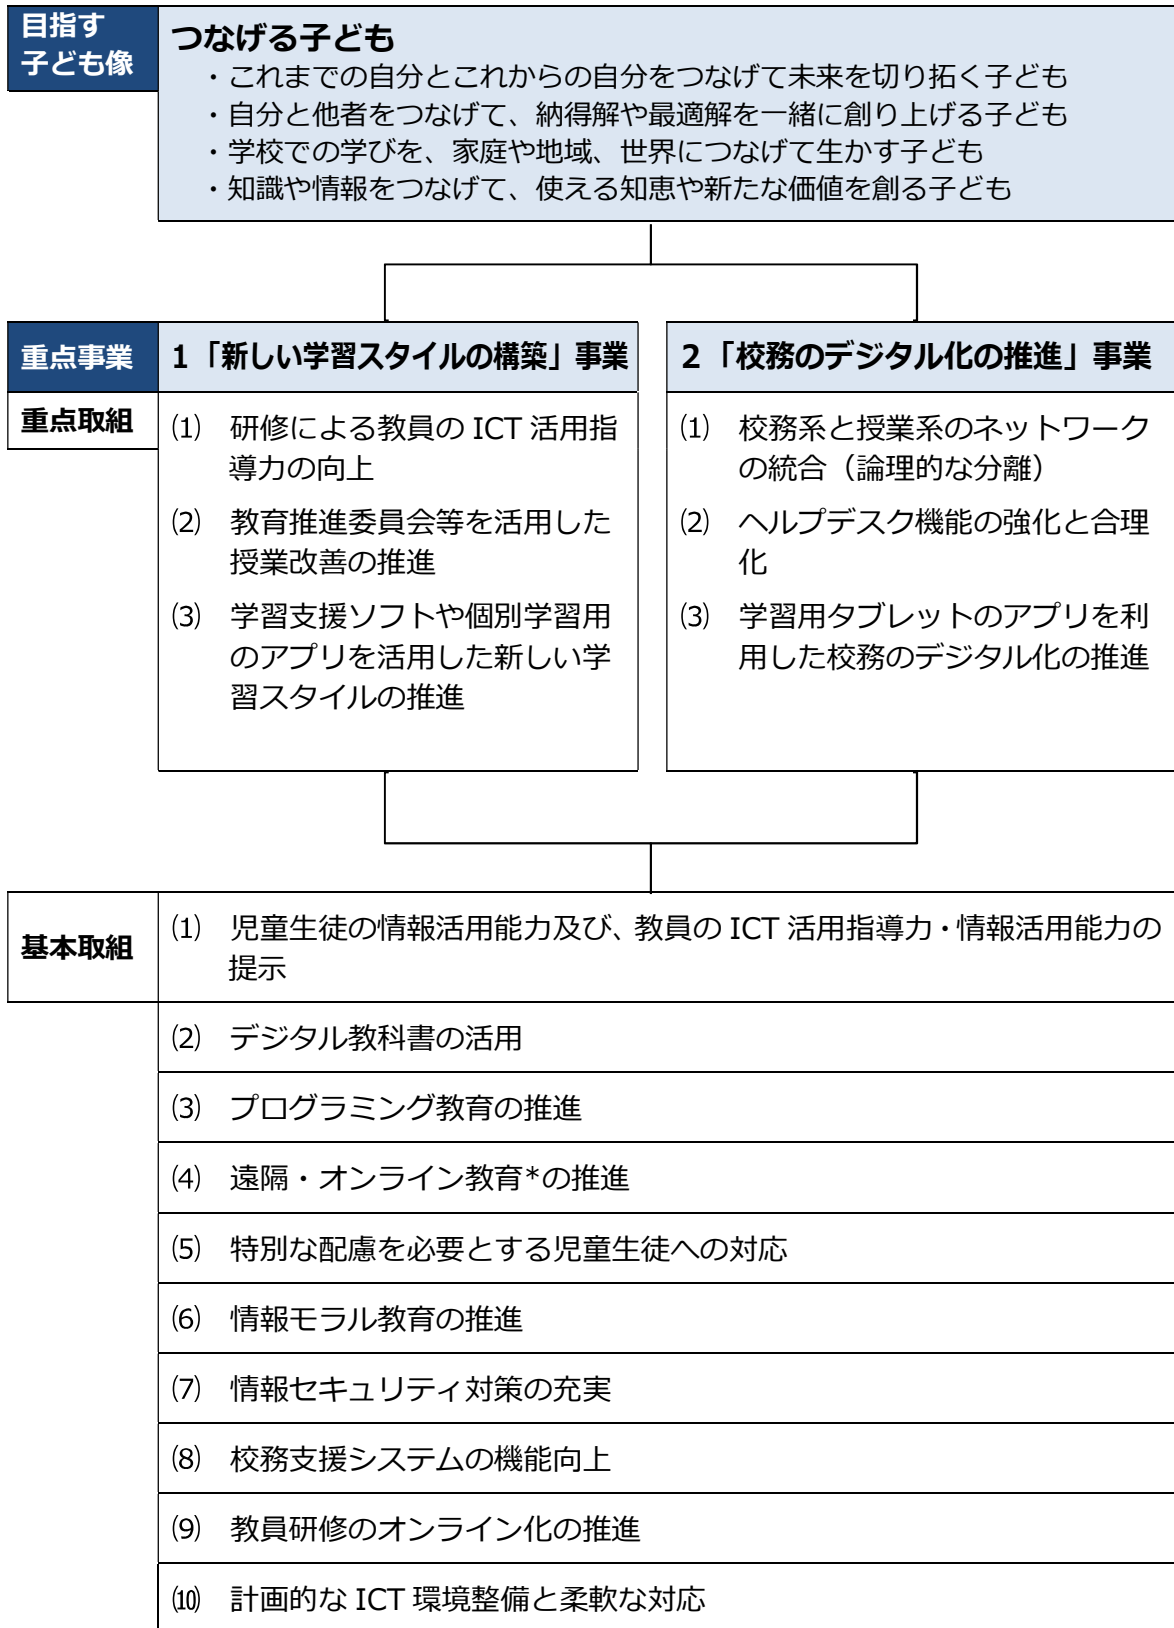 目指す
子ども像
つなげる子ども
・これまでの自分とこれからの自分をつなげて未来を切り拓く子ども
・自分と他者をつなげて、納得解や最適解を一緒に創り上げる子ども
・学校での学びを、家庭や地域、世界につなげて生かす子ども
・知識や情報をつなげて、使える知恵や新たな価値を創る子ども
重点事業
1「新しい学習スタイルの構築」事業
2「校務のデジタル化の推進」事業
重点取組
⑴ 研修による教員の ICT 活用指
導力の向上
⑵ 教育推進委員会等を活用した
授業改善の推進
⑶ 学習支援ソフトや個別学習用
のアプリを活用した新しい学
習スタイルの推進
⑴ 校務系と授業系のネットワーク
の統合（論理的な分離）
⑵ ヘルプデスク機能の強化と合理
化
⑶ 学習用タブレットのアプリを利
用した校務のデジタル化の推進
基本取組
⑴ 児童生徒の情報活用能力及び、教員の ICT 活用指導力・情報活用能力の
提示
⑵ デジタル教科書の活用
⑶ プログラミング教育の推進
⑷ 遠隔・オンライン教育*の推進
⑸ 特別な配慮を必要とする児童生徒への対応
⑹ 情報モラル教育の推進
⑺ 情報セキュリティ対策の充実
⑻ 校務支援システムの機能向上
⑼ 教員研修のオンライン化の推進
⑽ 計画的な ICT 環境整備と柔軟な対応